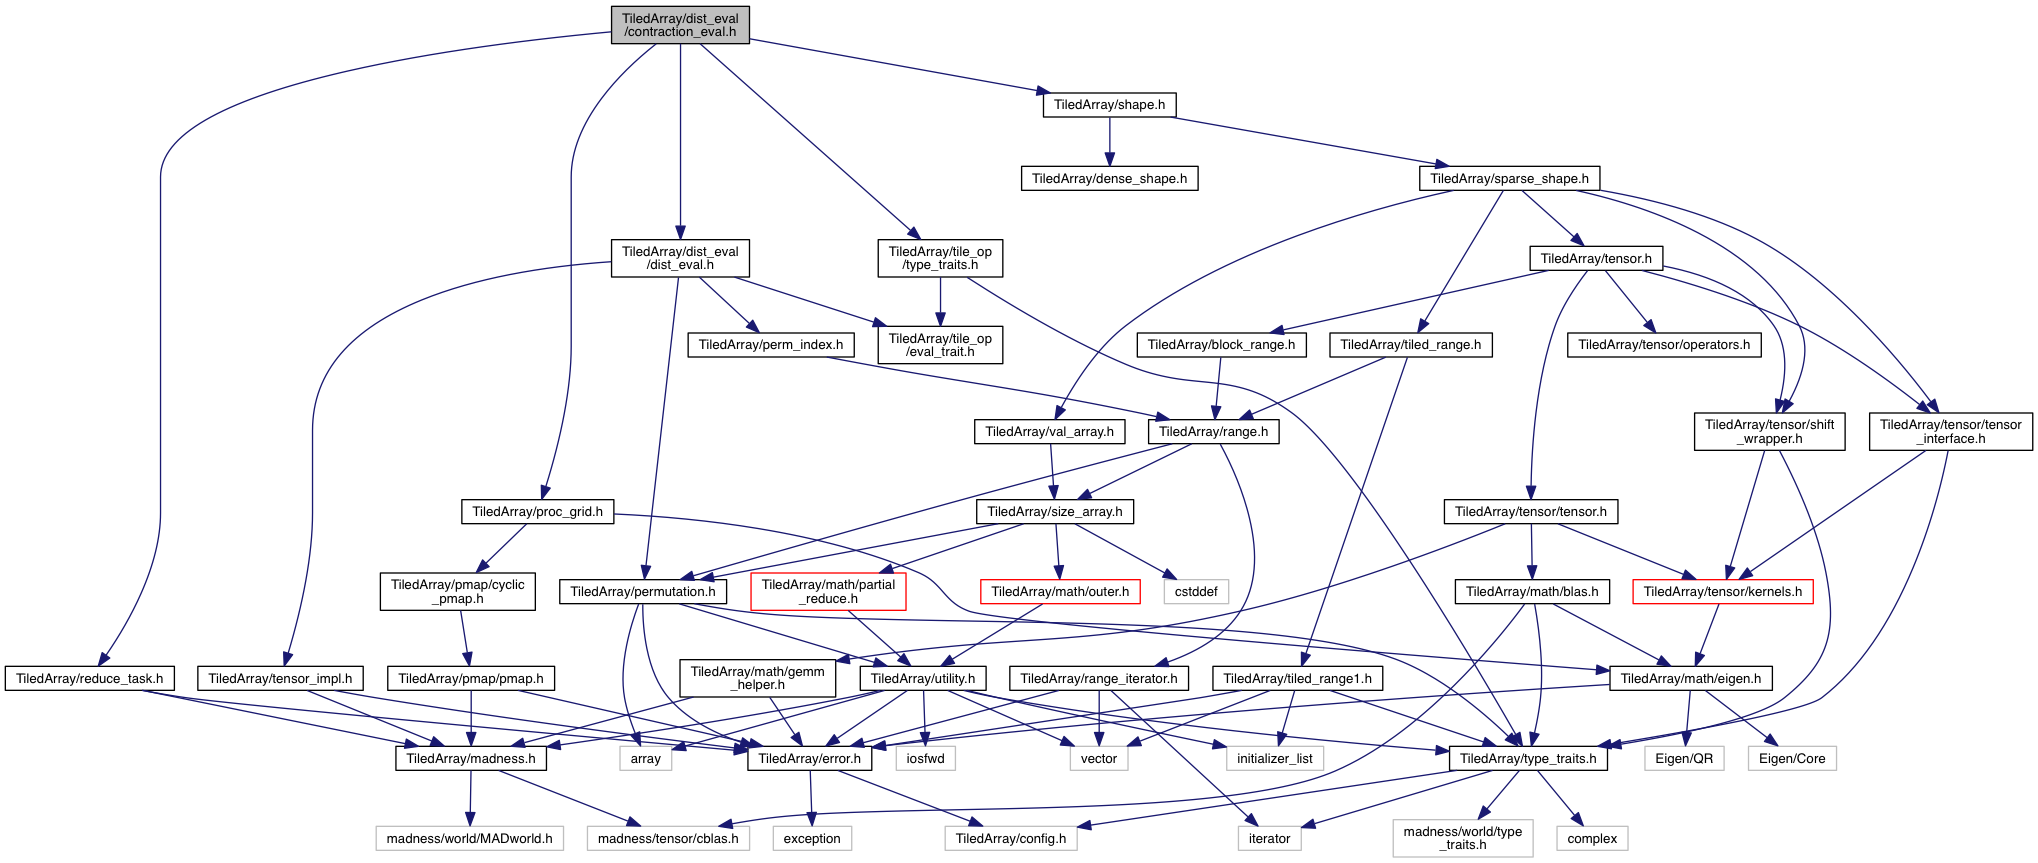 TiledArray/dist_eval
/contraction_eval.h
TiledArray/shape.h
TiledArray/dense_shape.h
TiledArray/sparse_shape.h
TiledArray/dist_eval
/dist_eval.h
TiledArray/tile_op
/type_traits.h
TiledArray/tensor.h
TiledArray/perm_index.h
TiledArray/tile_op
/eval_trait.h
TiledArray/block_range.h
TiledArray/tiled_range.h
TiledArray/tensor/operators.h
TiledArray/val_array.h
TiledArray/range.h
TiledArray/tensor/shift
_wrapper.h
TiledArray/tensor/tensor
_interface.h
TiledArray/proc_grid.h
TiledArray/size_array.h
TiledArray/tensor/tensor.h
TiledArray/pmap/cyclic
_pmap.h
TiledArray/permutation.h
TiledArray/math/partial
_reduce.h
TiledArray/math/outer.h
cstddef
TiledArray/math/blas.h
TiledArray/tensor/kernels.h
TiledArray/reduce_task.h
TiledArray/tensor_impl.h
TiledArray/pmap/pmap.h
TiledArray/math/gemm
_helper.h
TiledArray/utility.h
TiledArray/range_iterator.h
TiledArray/tiled_range1.h
TiledArray/math/eigen.h
TiledArray/madness.h
array
TiledArray/error.h
iosfwd
vector
initializer_list
TiledArray/type_traits.h
Eigen/QR
Eigen/Core
madness/world/MADworld.h
madness/tensor/cblas.h
exception
TiledArray/config.h
iterator
madness/world/type
_traits.h
complex